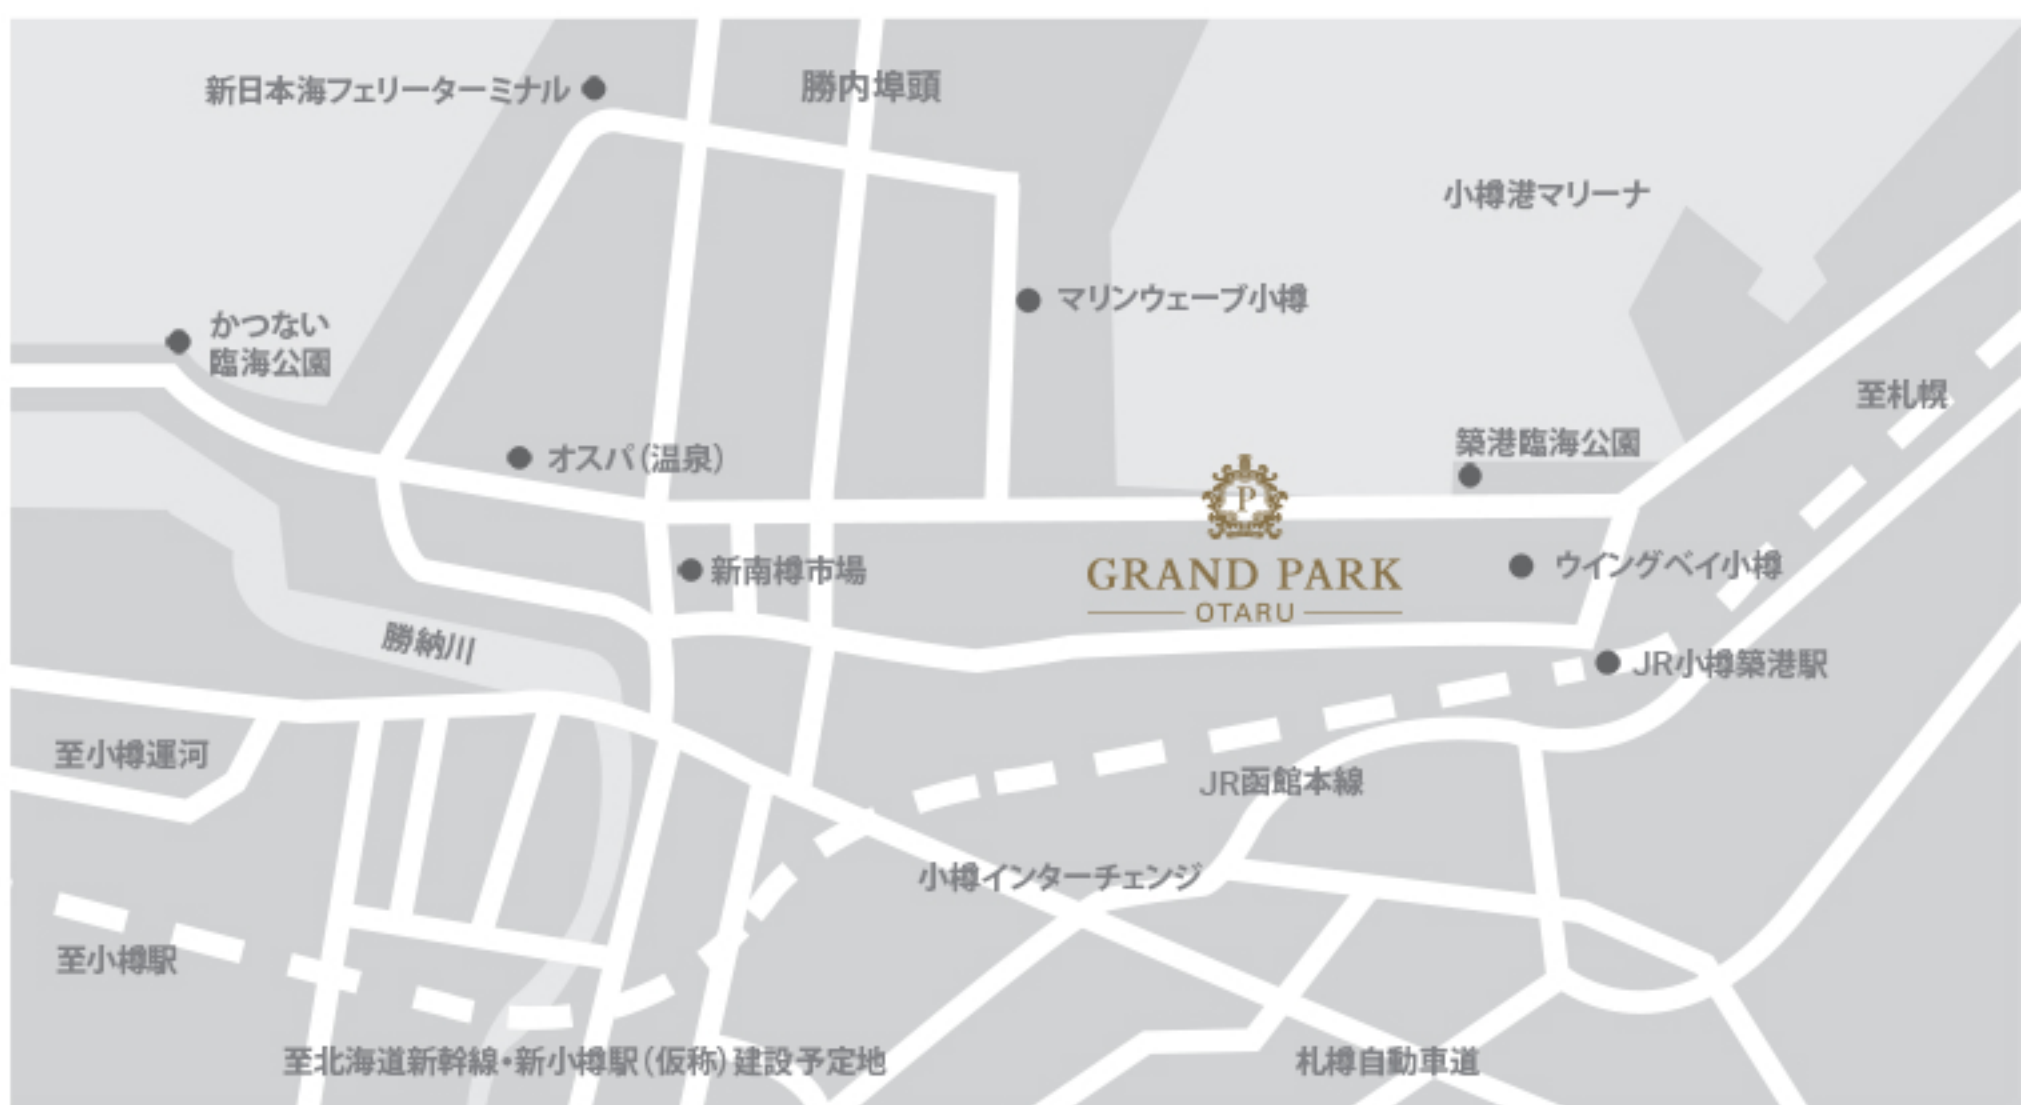 新日本海フェリーターミナル
勝内埠頭
小樽港マリーナ
マリンウェーブ小樽
かつない
臨海公園
至札幌
築港臨海公園
オスパ(温泉)
P
GRAND PARK
OTARU
新南樽市場
ウイングベイ小樽
勝納川
JR小樽築港駅
至小樽運河
JR函館本線
小樽インターチェンジ
至小樽駅
至北海道新幹線・新小樽駅(仮称)建設予定地
札樽自動車道